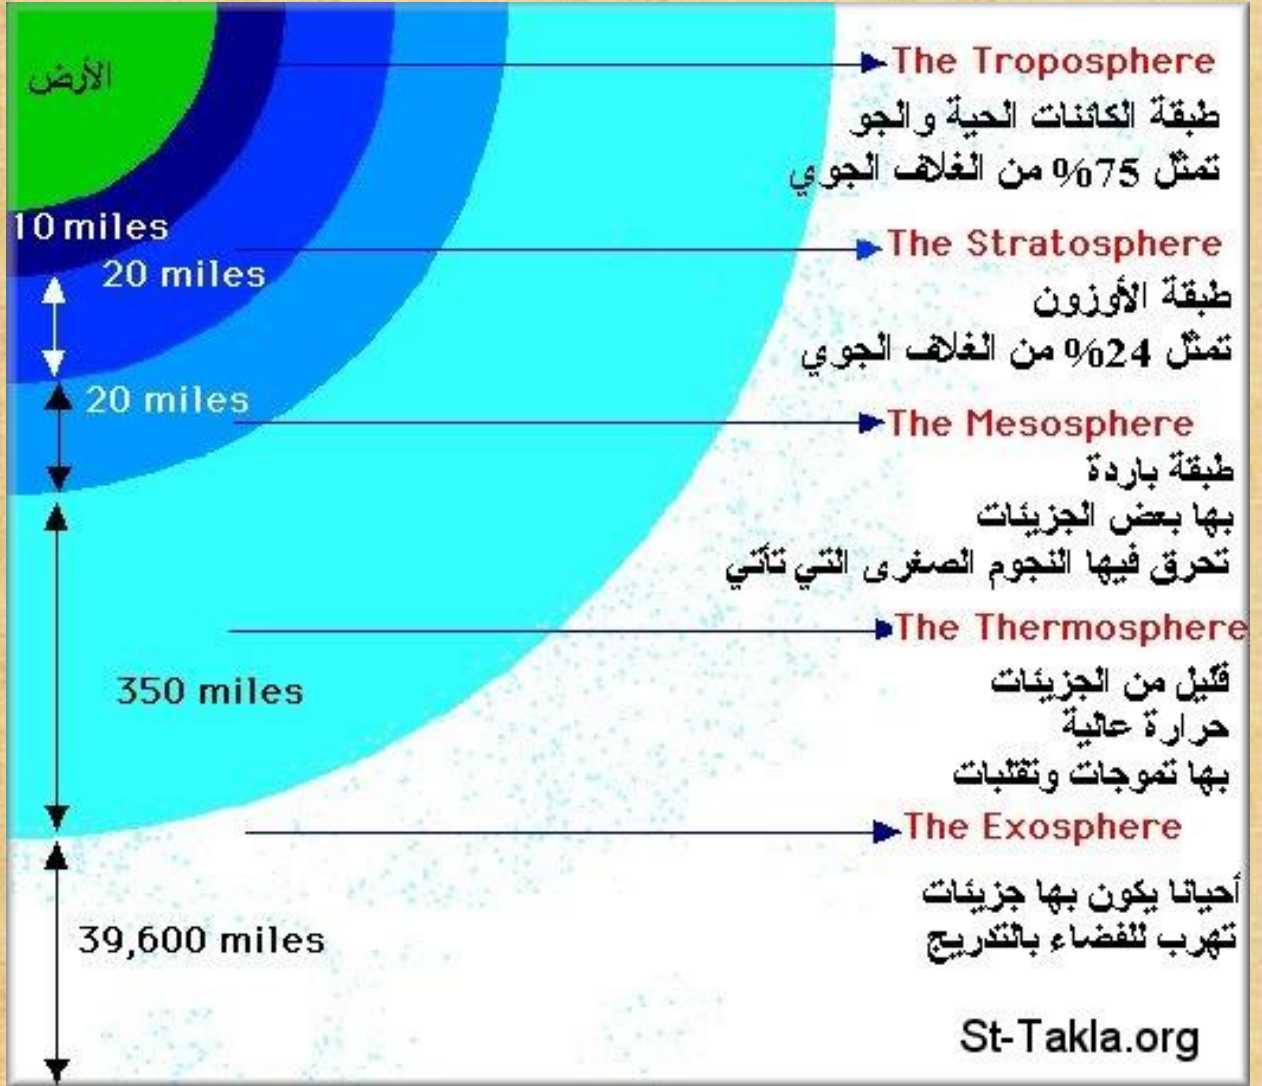 الأرض
The Troposphere
طبقة الكائنات الحية والجو
تمثل 75% من الغلاف الجوي
10 miles
The Stratosphere
20 miles
طبقة الأوزون
تمثل 24% من الغلاف الجوي
20 miles
The Mesosphere
طبقة باردة
بها بعض الجزيئات
تحرق فيها النجوم الصغرى التي تأتي
The Thermosphere
350 miles
قليل من الجزيئات
حرارة عالية
بها تموجات وتقلبات
The Exosphere
أحيانا يكون بها جزيئات
تهرب للفضاء بالتدريج
39,600 miles
St-Takla.org